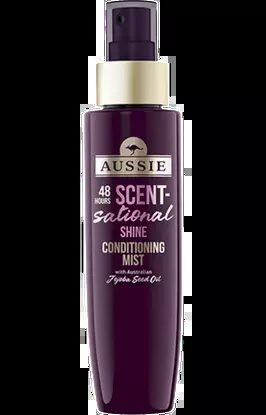 AUSSIE
48 HOURS
SCENT-
sational
SHINE
CONDITIONING
MIST
with Australian
Jojoba Seed Oil